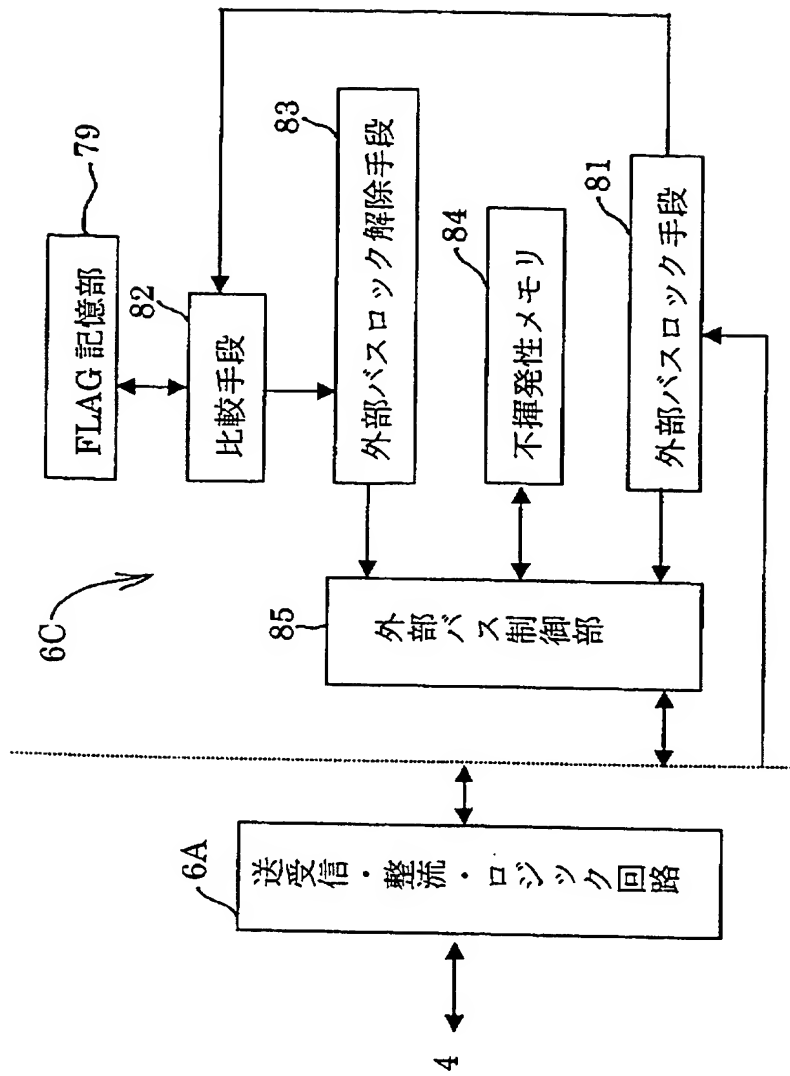 6C
79
FLAG 記憶部
82
比較手段
83
外部バスロック解除手段
84
不揮発性メモリ
81
外部バスロック手段
85
外部バス制御部
6A
送受信・整流・ロジック回路
4